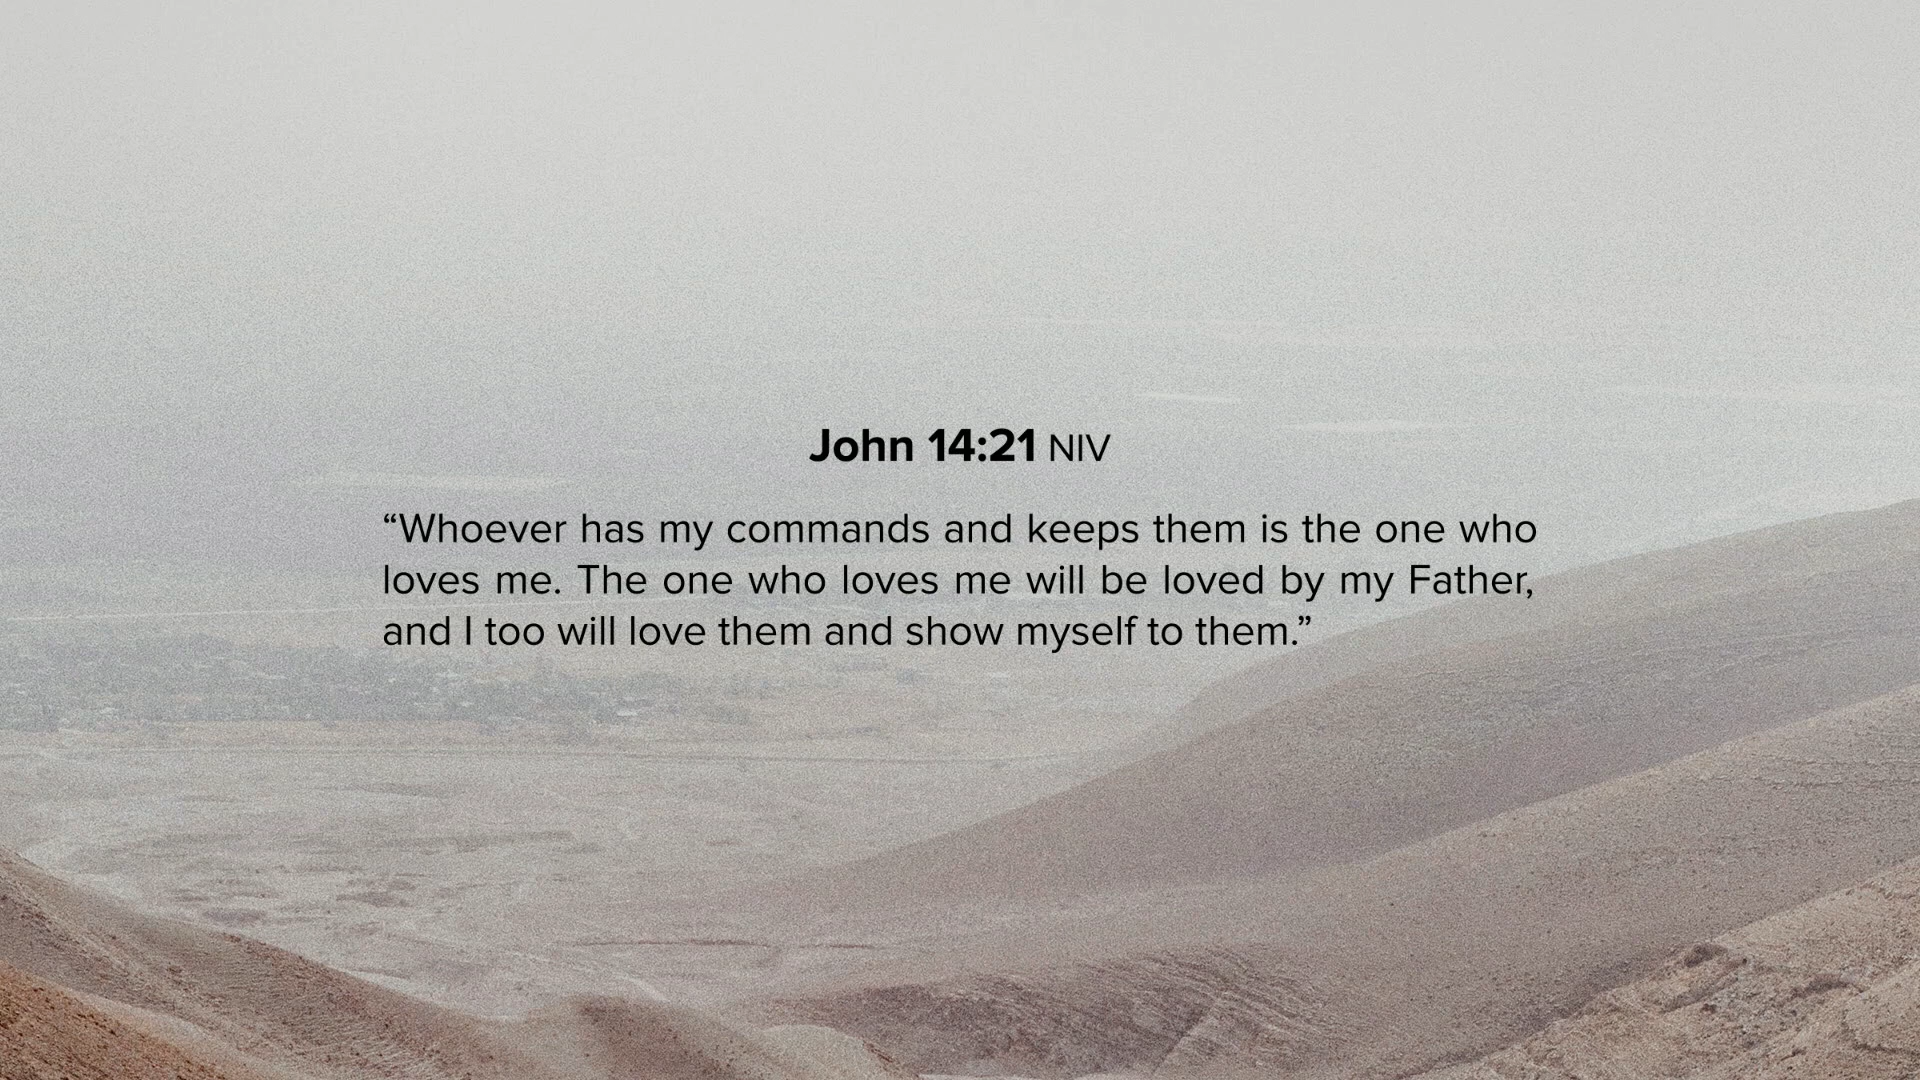 John 14:21 NIV
“Whoever has my commands and keeps them is the one who
loves me. The one who loves me will be loved by my Father,
and I too will love them and show myself to them.”